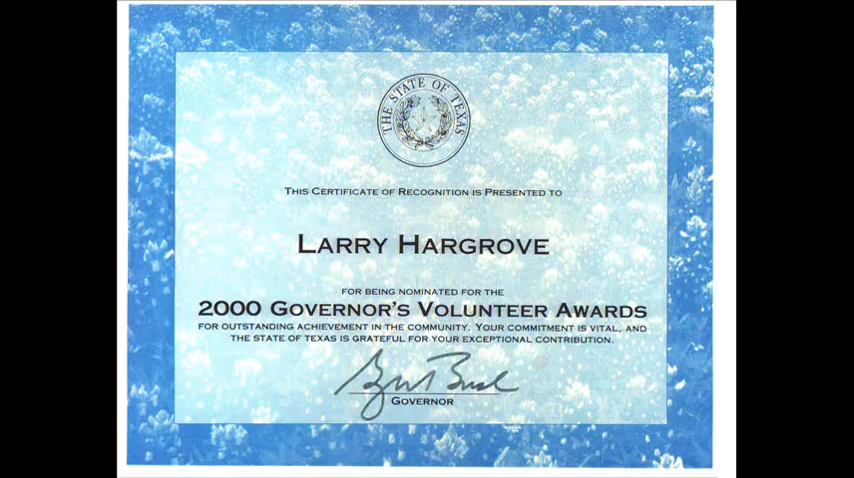 THE STATE OF TEXAS
THIS CERTIFICATE OF RECOGNITION IS PRESENTED TO
LARRY HARGROVE
FOR BEING NOMINATED FOR THE
2000 GOVERNOR'S VOLUNTEER AWARDS
FOR OUTSTANDING ACHIEVEMENT IN THE COMMUNITY. YOUR COMMITMENT IS VITAL, AND
THE STATE OF TEXAS IS GRATEFUL FOR YOUR EXCEPTIONAL CONTRIBUTION.
GOVERNOR